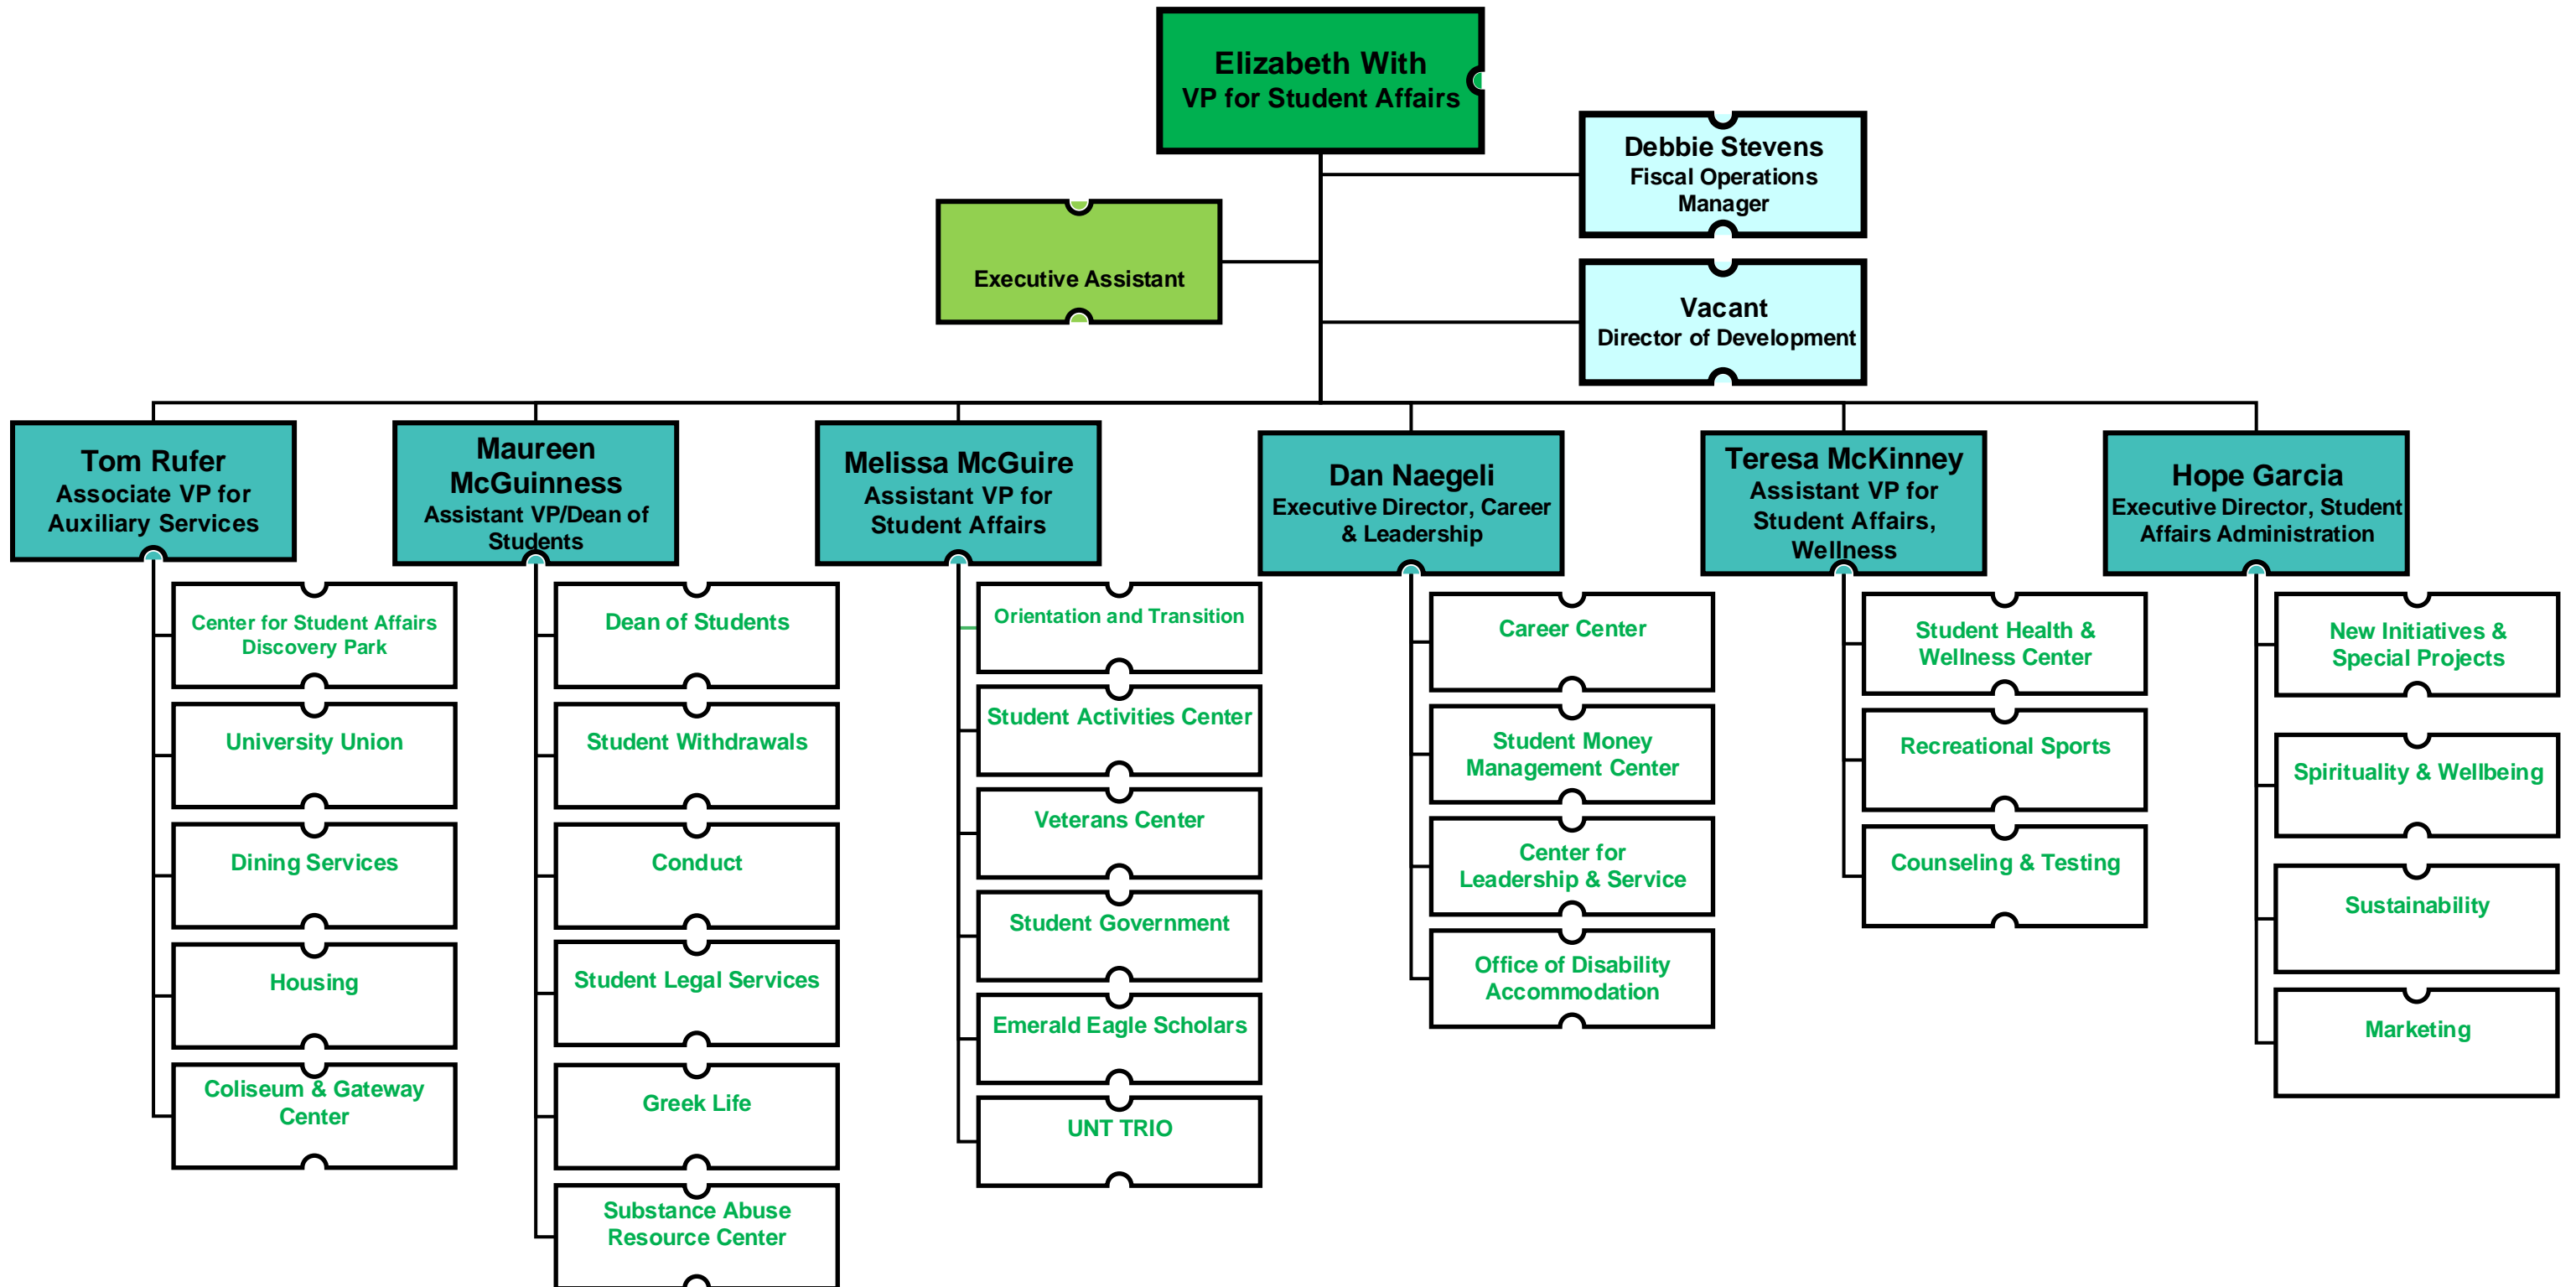 Elizabeth With
VP for Student Affairs
Debbie Stevens
Fiscal Operations
Manager
Executive Assistant
Vacant
Director of Development
Tom Rufer
Associate VP for
Auxiliary Services
Center for Student Affairs
Discovery Park
University Union
Dining Services
Housing
Coliseum & Gateway
Center
Maureen
McGuinness
Assistant VP/Dean of
Students
Dean of Students
Student Withdrawals
Conduct
Student Legal Services
Greek Life
Substance Abuse
Resource Center
Melissa McGuire
Assistant VP for
Student Affairs
Orientation and Transition
Student Activities Center
Veterans Center
Student Government
Emerald Eagle Scholars
UNT TRIO
Dan Naegeli
Executive Director, Career
& Leadership
Career Center
Student Money
Management Center
Center for
Leadership & Service
Office of Disability
Accommodation
Teresa McKinney
Assistant VP for
Student Affairs,
Wellness
Student Health &
Wellness Center
Recreational Sports
Counseling & Testing
Hope Garcia
Executive Director, Student
Affairs Administration
New Initiatives &
Special Projects
Spirituality & Wellbeing
Sustainability
Marketing